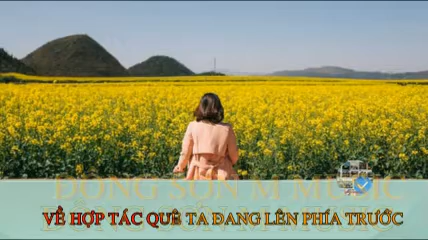 ĐÔNG SƠN M MUSIC
VỀ HỢP TÁC QUÊ TA ĐANG LÊN PHÍA TRƯỚC